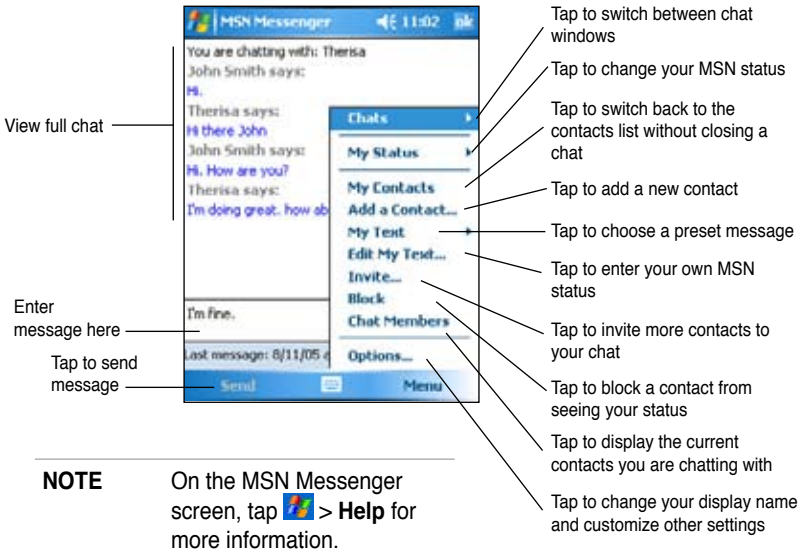 MSN Messenger 11:02 ok
You are chatting with: Therisa
John Smith says:
Hi.
Therisa says:
Hi there John
John Smith says:
Hi. How are you?
Therisa says:
I'm doing great. how ab
I'm fine.
Last message: 8/11/05
Send
Menu
Chats
My Status
My Contacts
Add a Contact...
My Text
Edit My Text...
Invite...
Block
Chat Members
Options...
View full chat
Enter
message here
Tap to send
message
Tap to switch between chat
windows
Tap to change your MSN status
Tap to switch back to the
contacts list without closing a
chat
Tap to add a new contact
Tap to choose a preset message
Tap to enter your own MSN
status
Tap to invite more contacts to
your chat
Tap to block a contact from
seeing your status
Tap to display the current
contacts you are chatting with
Tap to change your display name
and customize other settings
NOTE On the MSN Messenger
screen, tap > Help for
more information.